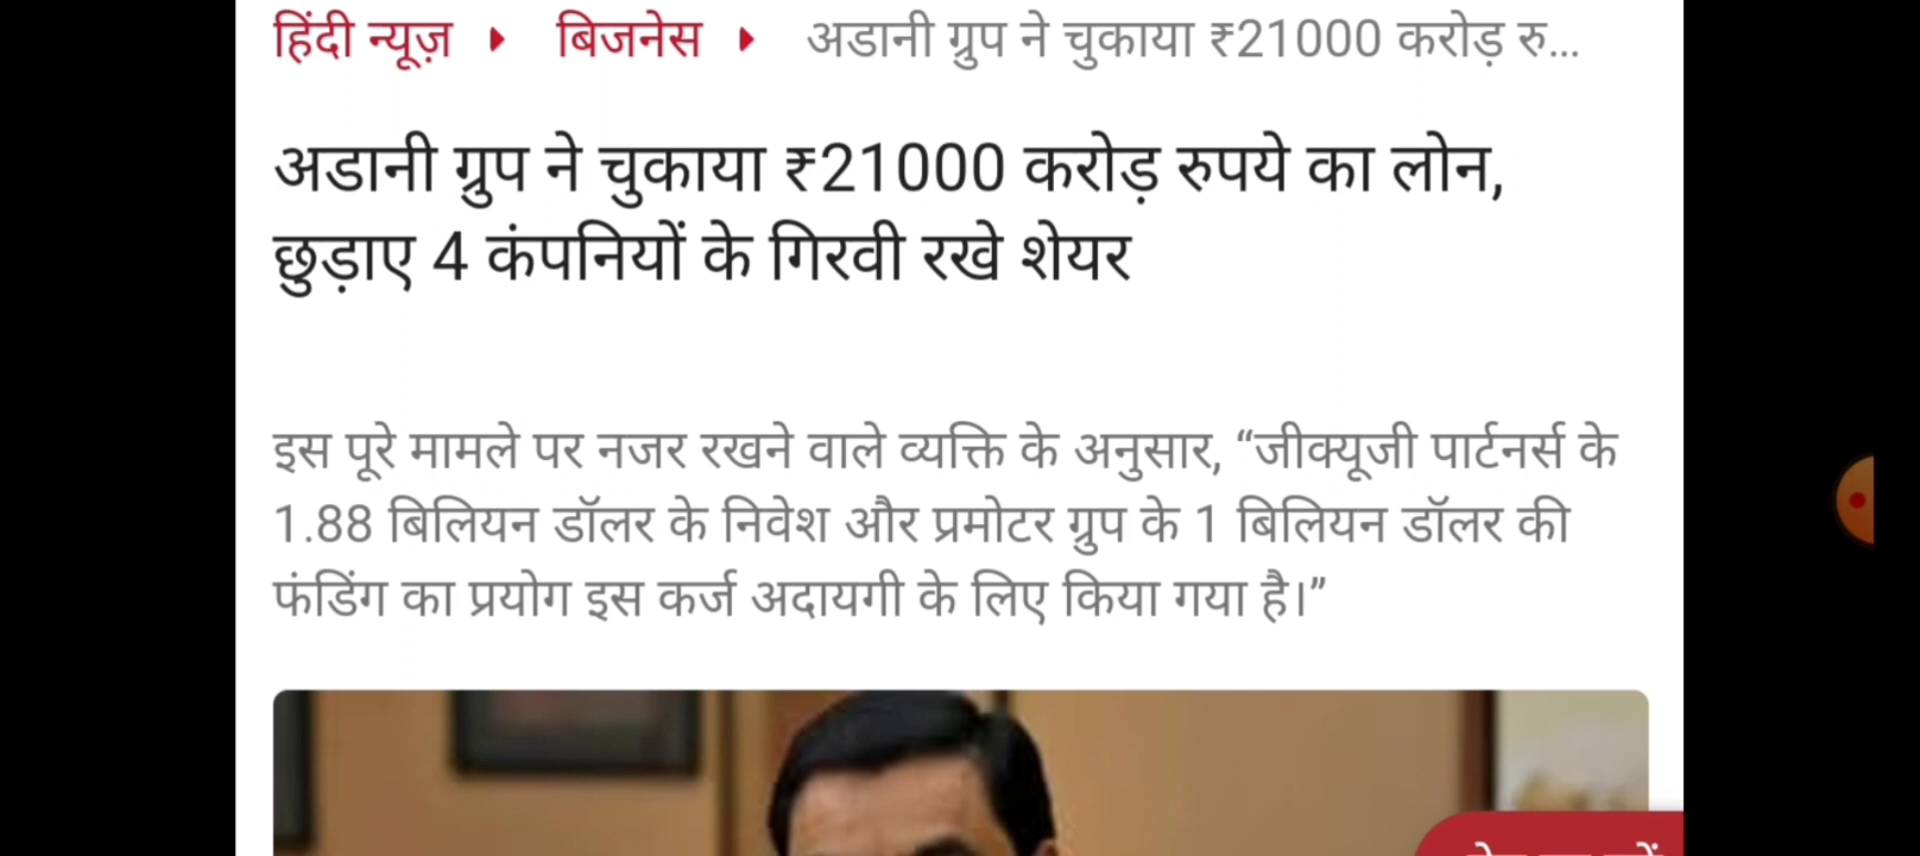 हिंदी न्यूज़ बिजनेस अडानी ग्रुप ने चुकाया ₹21000 करोड़ रु...
अडानी ग्रुप ने चुकाया ₹21000 करोड़ रुपये का लोन,
छुड़ाए 4 कंपनियों के गिरवी रखे शेयर
इस पूरे मामले पर नजर रखने वाले व्यक्ति के अनुसार, “जीक्यूजी पार्टनर्स के
1.88 बिलियन डॉलर के निवेश और प्रमोटर ग्रुप के 1 बिलियन डॉलर की
फंडिंग का प्रयोग इस कर्ज अदायगी के लिए किया गया है।”